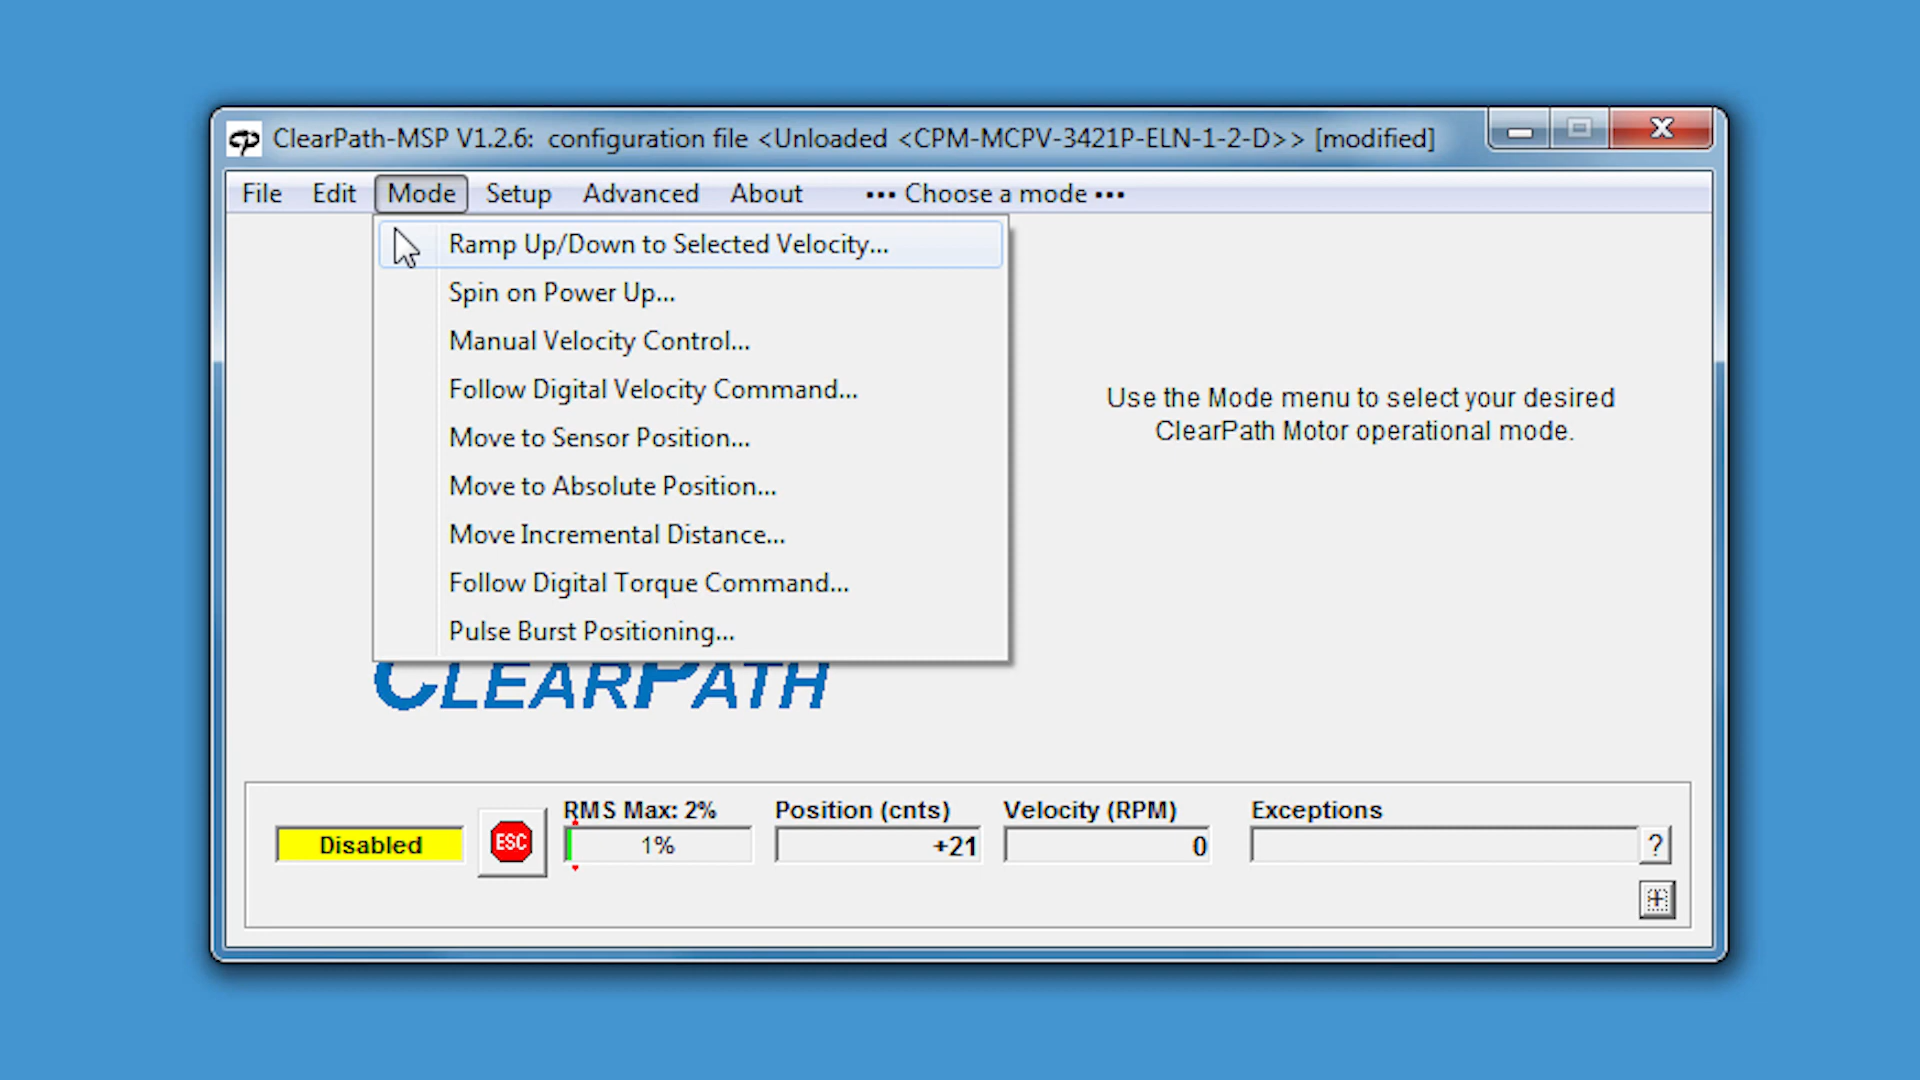 ClearPath-MSP V1.2.6: configuration file <Unloaded <CPM-MCPV-3421P-ELN-1-2-D>> [modified]
File Edit Mode Setup Advanced About ••• Choose a mode •••
Ramp Up/Down to Selected Velocity...
Spin on Power Up...
Manual Velocity Control...
Follow Digital Velocity Command...
Move to Sensor Position...
Move to Absolute Position...
Move Incremental Distance...
Follow Digital Torque Command...
Pulse Burst Positioning...
Use the Mode menu to select your desired
ClearPath Motor operational mode.
CLEARPATH
RMS Max: 2% Position (cnts) Velocity (RPM) Exceptions
Disabled ESC 1% +21 0 ?